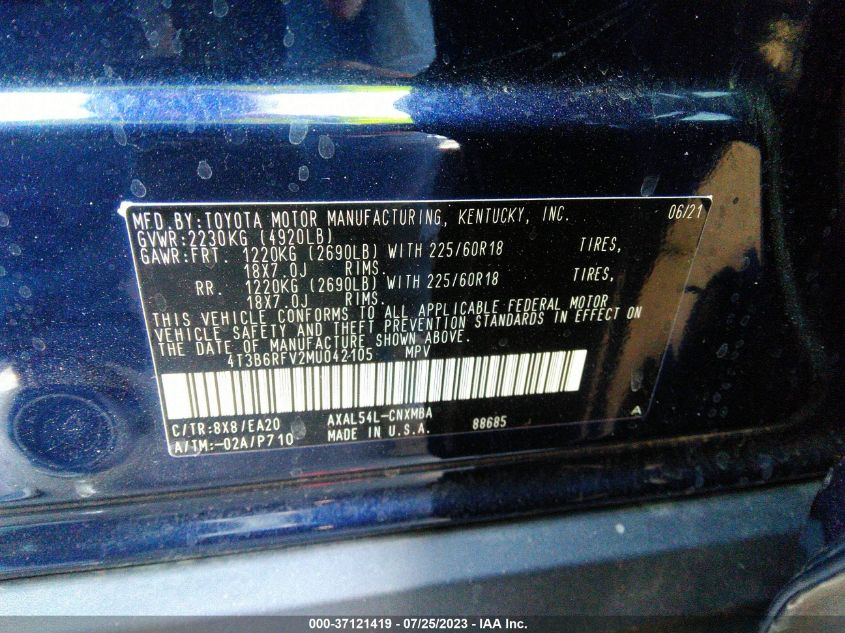 MFD.BY:TOYOTA MOTOR MANUFACTURING, KENTUCKY, INC. 06/21
GVWR:2230KG (4920LB)
GAWR:FRT. 1220KG (2690LB) WITH 225/60R18 TIRES,
18X7.0J RIMS.
RR. 1220KG (2690LB) WITH 225/60R18 TIRES,
18X7.0J RIMS.
THIS VEHICLE CONFORMS TO ALL APPLICABLE FEDERAL MOTOR
VEHICLE SAFETY AND THEFT PREVENTION STANDARDS IN EFFECT ON
THE DATE OF MANUFACTURE SHOWN ABOVE.
4T3B6RFV2MU042105 MPV
C/TR:8X8/EA20 AXAL54L-CNXMBA 88685 A
A/TM:-02A/P710 MADE IN U.S.A.
000-37121419 - 07/25/2023 - IAA Inc.